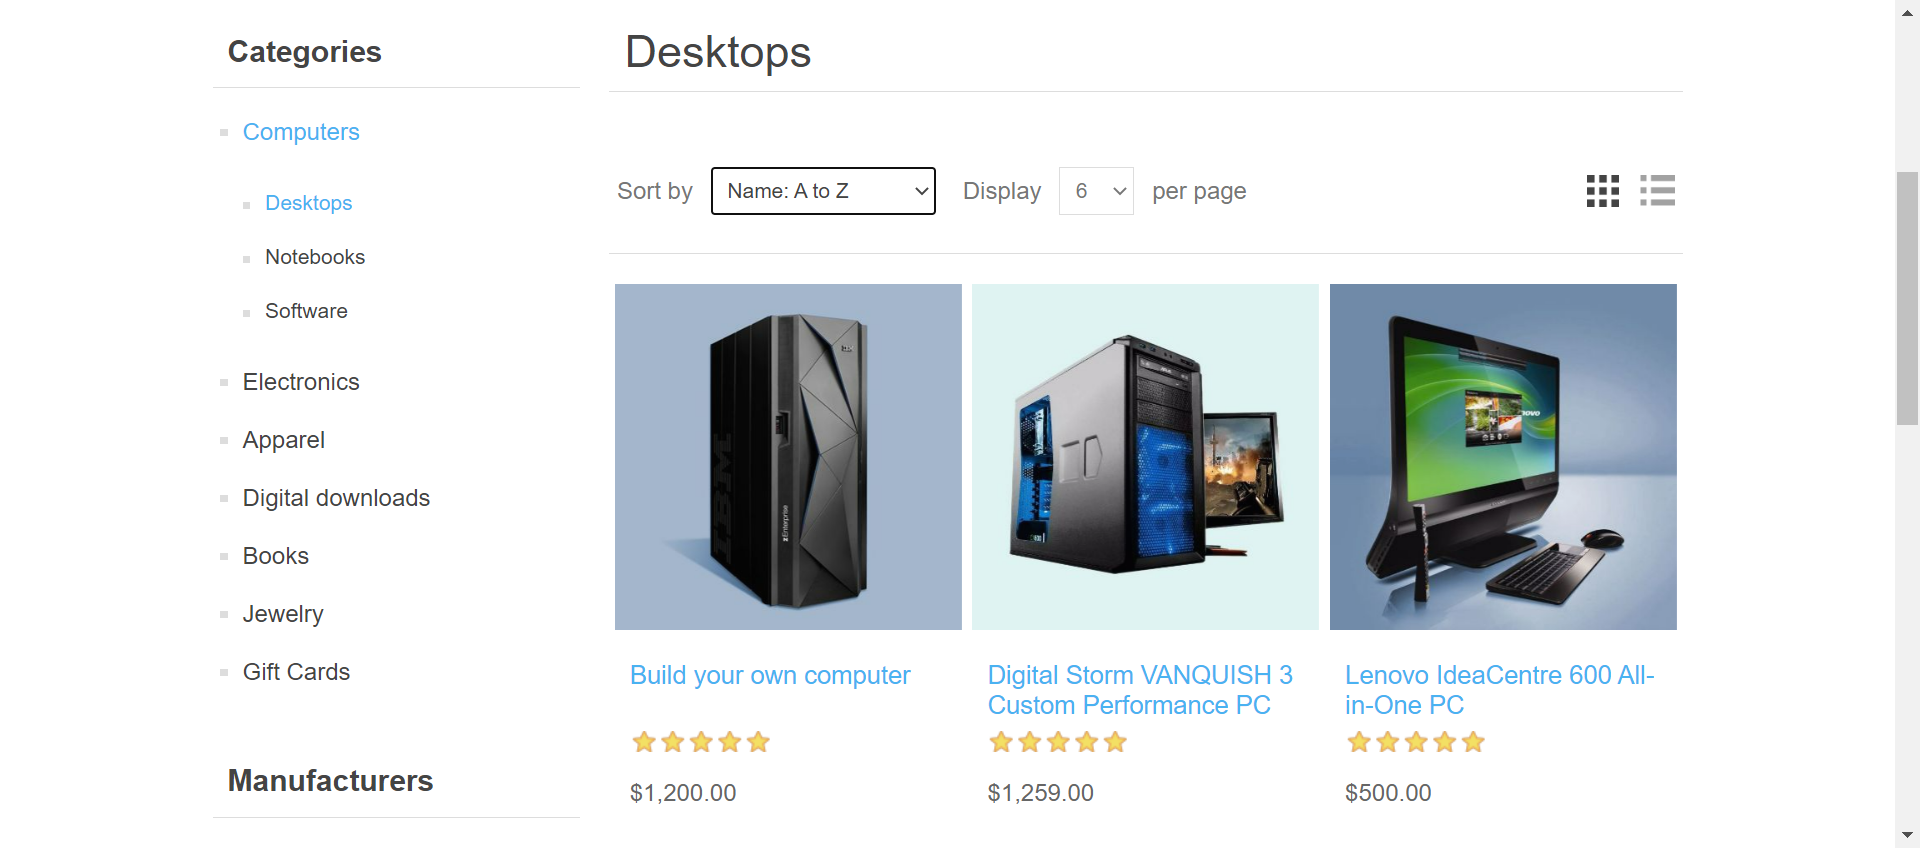 Categories
Computers
Desktops
Notebooks
Software
Electronics
Apparel
Digital downloads
Books
Jewelry
Gift Cards
Manufacturers
Desktops
Sort by Name: A to Z Display 6 per page
IBM
IBM
zEnterprise
Build your own computer
$1,200.00
Digital Storm VANQUISH 3
Custom Performance PC
$1,259.00
Lenovo IdeaCentre 600 All-
in-One PC
$500.00